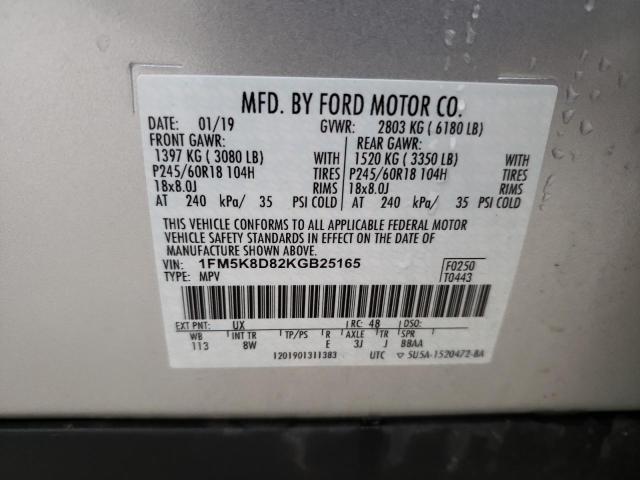 MFD. BY FORD MOTOR CO.
DATE: 01/19 GVWR: 2803 KG ( 6180 LB)
FRONT GAWR: REAR GAWR:
1397 KG ( 3080 LB) WITH 1520 KG ( 3350 LB) WITH
P245/60R18 104H TIRES P245/60R18 104H TIRES
18x8.0J RIMS 18x8.0J RIMS
AT 240 kPa/ 35 PSI COLD AT 240 kPa/ 35 PSI COLD
THIS VEHICLE CONFORMS TO ALL APPLICABLE FEDERAL MOTOR
VEHICLE SAFETY STANDARDS IN EFFECT ON THE DATE OF
MANUFACTURE SHOWN ABOVE.
VIN: 1FM5K8D82KGB25165 F0250
TYPE: MPV T0443
EXT PNT: UX RC: 48 DSO:
WB INT TR TP/PS R AXLE TR SPR
113 8W E 3J J BBAA
1201901311383 UTC ▽ 5U5A-1520472-BA